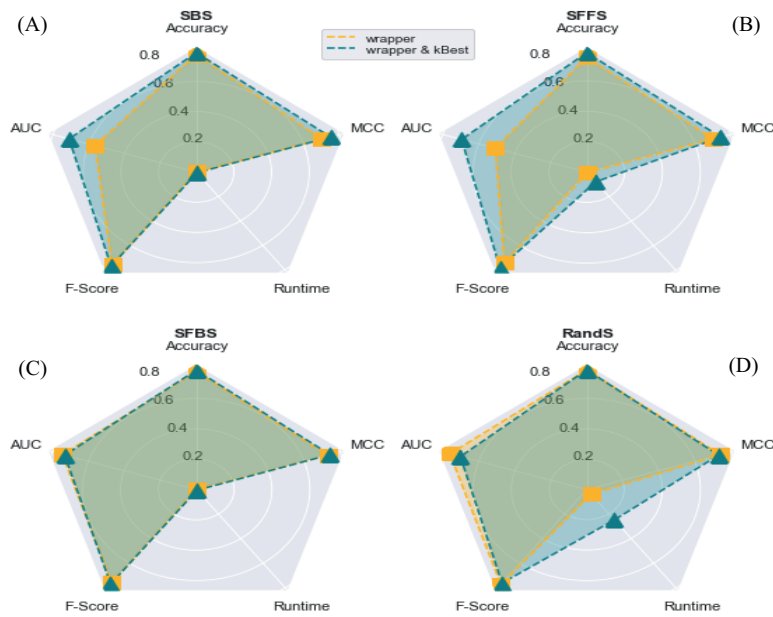 (A)
SBS
Accuracy
0.8
0.6
0.4
0.2
AUC
MCC
F-Score
Runtime
wrapper
wrapper & kBest
SFFS
Accuracy
(B)
0.8
0.6
0.4
0.2
AUC
MCC
F-Score
Runtime
(C)
SFBS
Accuracy
0.8
0.6
0.4
0.2
AUC
MCC
F-Score
Runtime
RandS
Accuracy
(D)
0.8
0.6
0.4
0.2
AUC
MCC
F-Score
Runtime